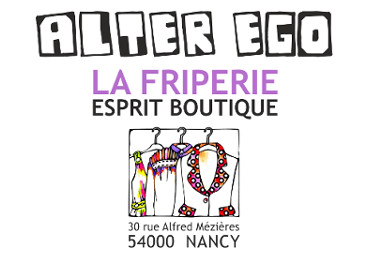 ALTER EGO
LA FRIPERIE
ESPRIT BOUTIQUE
30 rue Alfred Mézières
54000 NANCY